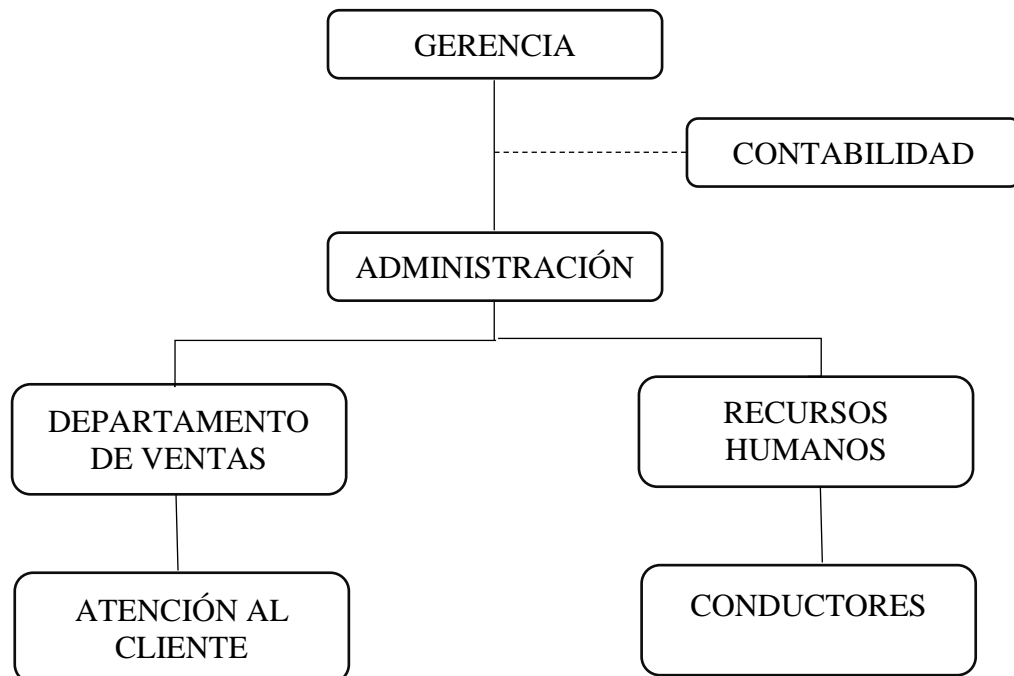 GERENCIA
CONTABILIDAD
ADMINISTRACIÓN
DEPARTAMENTO
DE VENTAS
RECURSOS
HUMANOS
ATENCIÓN AL
CLIENTE
CONDUCTORES